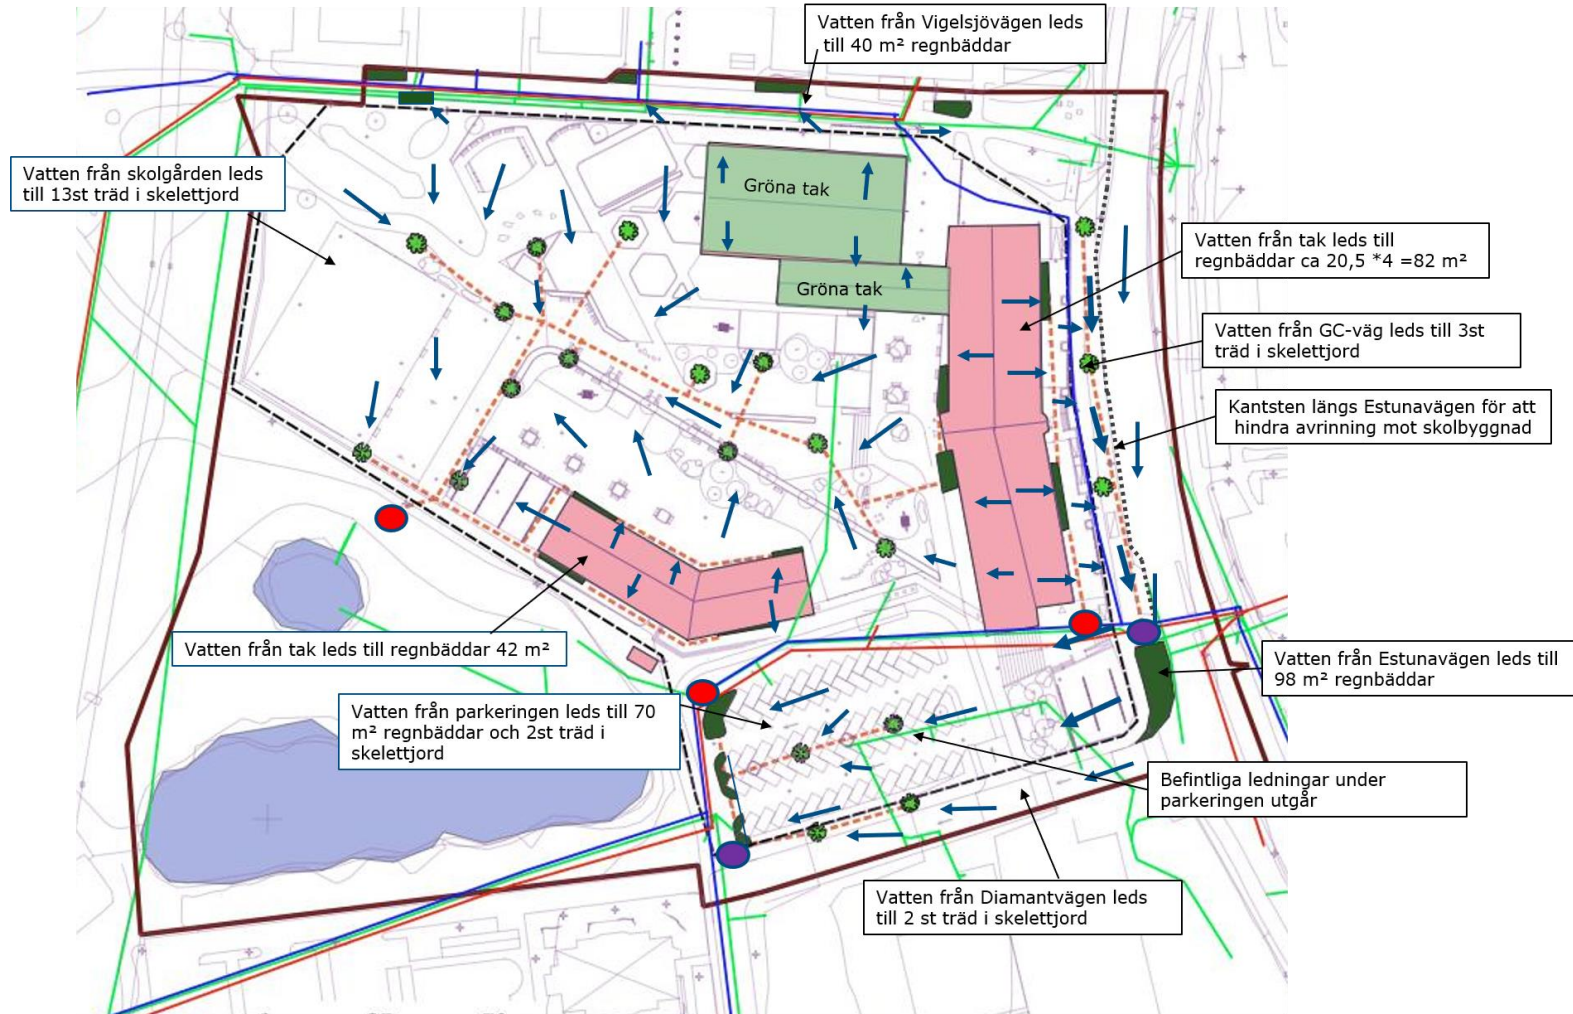 Vatten från Vigelsjövägen leds
till 40 m² regnbäddar
Vatten från skolgården leds
till 13st träd i skelettjord
Gröna tak
Gröna tak
Vatten från tak leds till
regnbäddar ca 20,5 *4 =82 m²
Vatten från GC-väg leds till 3st
träd i skelettjord
Kantsten längs Estunavägen för att
hindra avrinning mot skolbyggnad
Vatten från tak leds till regnbäddar 42 m²
Vatten från Estunavägen leds till
98 m² regnbäddar
Vatten från parkeringen leds till 70
m² regnbäddar och 2st träd i
skelettjord
Befintliga ledningar under
parkeringen utgår
Vatten från Diamantvägen leds
till 2 st träd i skelettjord